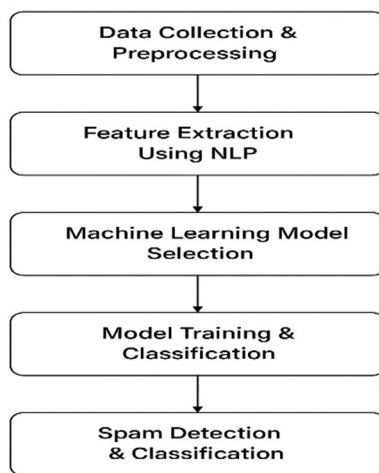 Data Collection &
Preprocessing
Feature Extraction
Using NLP
Machine Learning Model
Selection
Model Training &
Classification
Spam Detection
& Classification